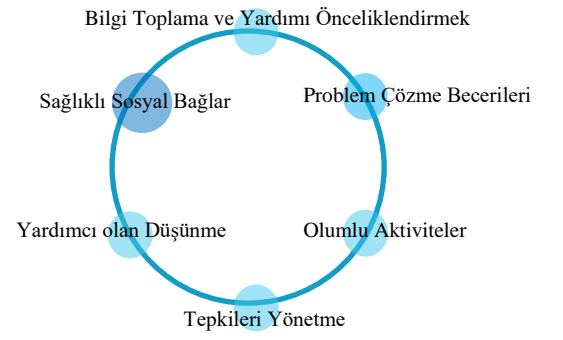 Bilgi Toplama ve Yardımı Önceliklendirmek
Sağlıklı Sosyal Bağlar
Problem Çözme Becerileri
Yardımcı olan Düşünme
Olumlu Aktiviteler
Tepkileri Yönetme